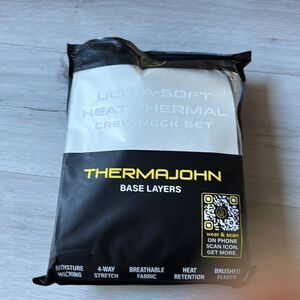 ULTRA-SOFT
HEAT THERMAL
CREW NECK SET
THERMAJOHN
BASE LAYERS
wear & scan
ON PHONE
SCAN ICON.
GET MORE.
MOISTURE WICKING
4-WAY STRETCH
BREATHABLE FABRIC
HEAT RETENTION
BRUSHED FLEECE